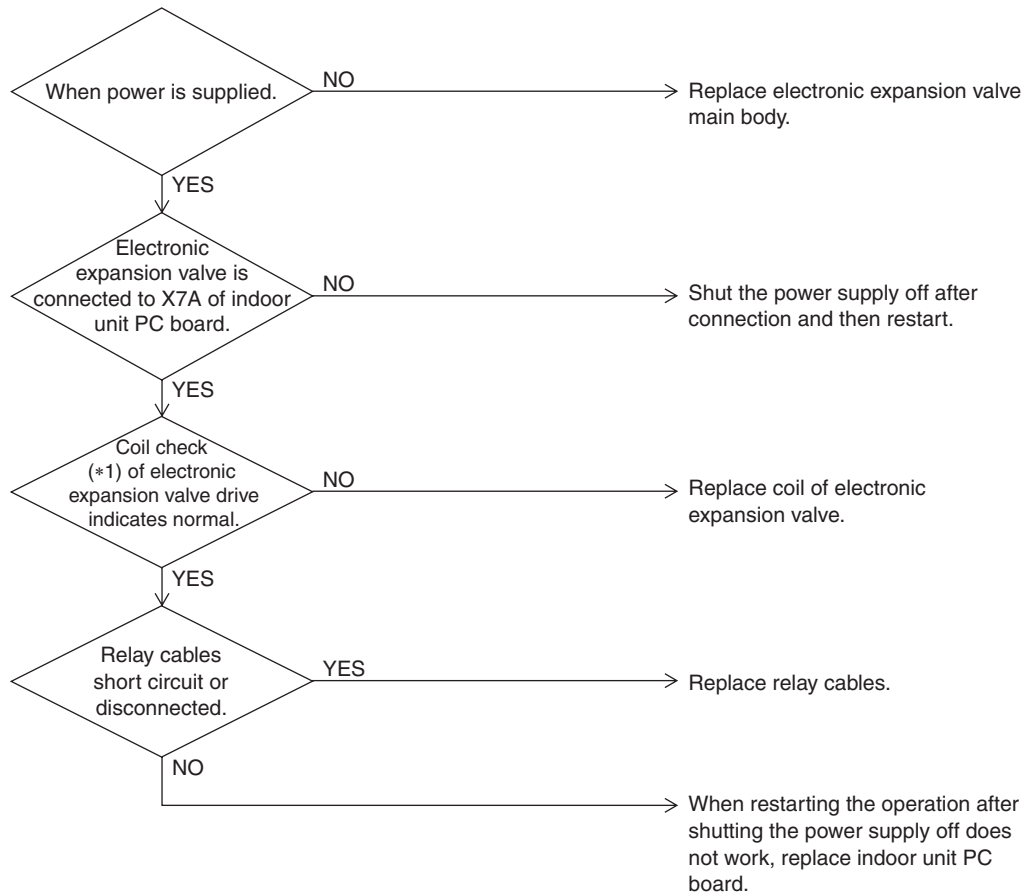 When power is supplied.
NO
Replace electronic expansion valve
main body.
YES
Electronic
expansion valve is
connected to X7A of indoor
unit PC board.
NO
Shut the power supply off after
connection and then restart.
YES
Coil check
(*1) of electronic
expansion valve drive
indicates normal.
NO
Replace coil of electronic
expansion valve.
YES
Relay cables
short circuit or
disconnected.
YES
Replace relay cables.
NO
When restarting the operation after
shutting the power supply off does
not work, replace indoor unit PC
board.